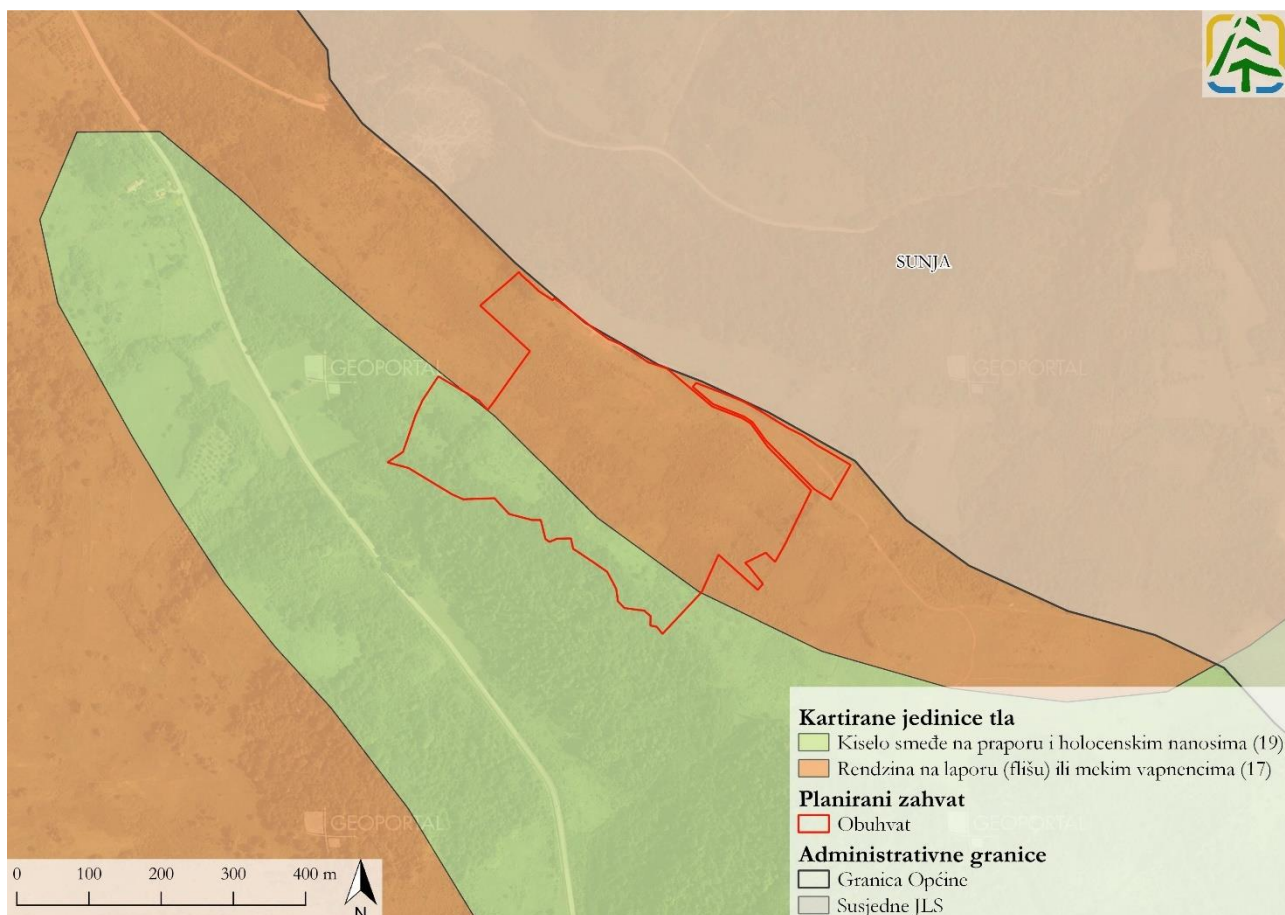 SUNJA
GEOPORTAL
GEOPORTAL
GEOPORTAL
GEOPORTAL
Kartirane jedinice tla
Kiselo smeđe na praporu i holocenskim nanosima (19)
Rendzina na laporu (flišu) ili mekim vapnencima (17)
Planirani zahvat
Obuhvat
Administrativne granice
Granica Općine
Susjedne JLS
0 100 200 300 400 m
N